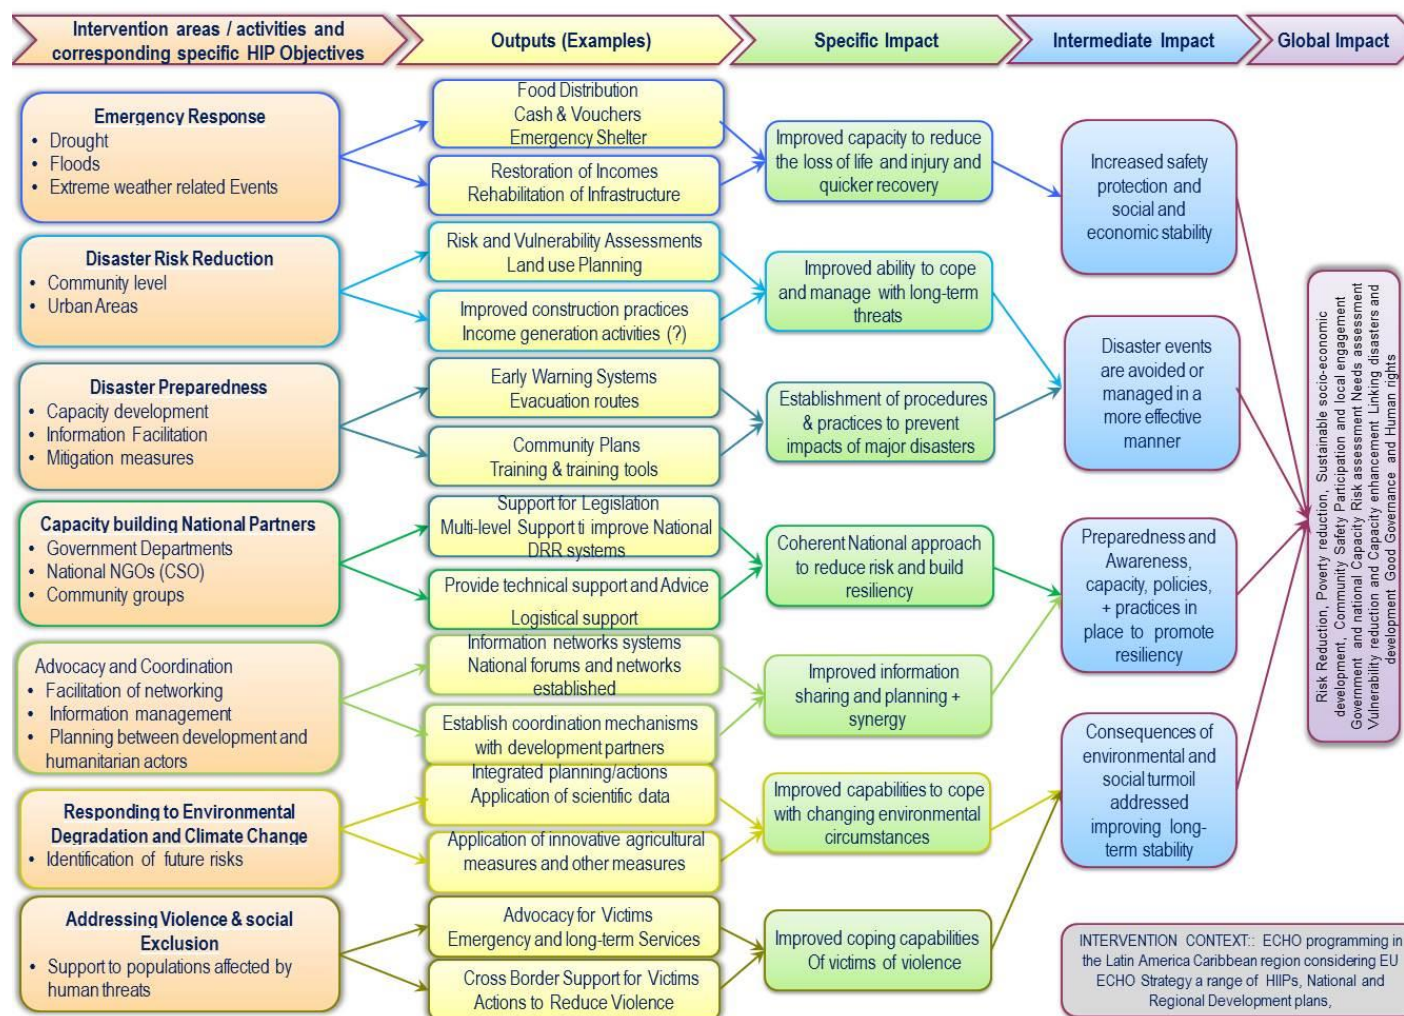 Intervention areas / activities and
corresponding specific HIP Objectives
Outputs (Examples)
Specific Impact
Intermediate Impact
Global Impact
Emergency Response
• Drought
• Floods
• Extreme weather related Events
Food Distribution
Cash & Vouchers
Emergency Shelter
Restoration of Incomes
Rehabilitation of Infrastructure
Improved capacity to reduce
the loss of life and injury and
quicker recovery
Increased safety
protection and
social and
economic stability
Disaster Risk Reduction
• Community level
• Urban Areas
Risk and Vulnerability Assessments
Land use Planning
Improved construction practices
Income generation activities (?)
Improved ability to cope
and manage with long-term
threats
Disaster events
are avoided or
managed in a
more effective
manner
Disaster Preparedness
• Capacity development
• Information Facilitation
• Mitigation measures
Early Warning Systems
Evacuation routes
Community Plans
Training & training tools
Establishment of procedures
& practices to prevent
impacts of major disasters
Capacity building National Partners
• Government Departments
• National NGOs (CSO)
• Community groups
Support for Legislation
Multi-level Support ti improve National
DRR systems
Provide technical support and Advice
Logistical support
Coherent National approach
to reduce risk and build
resiliency
Preparedness and
Awareness,
capacity, policies,
+ practices in
place to promote
resiliency
Advocacy and Coordination
• Facilitation of networking
• Information management
• Planning between development and
humanitarian actors
Information networks systems
National forums and networks
established
Establish coordination mechanisms
with development partners
Improved information
sharing and planning +
synergy
Responding to Environmental
Degradation and Climate Change
• Identification of future risks
Integrated planning/actions
Application of scientific data
Application of innovative agricultural
measures and other measures
Improved capabilities to cope
with changing environmental
circumstances
Consequences of
environmental and
social turmoil
addressed
improving long-
term stability
Addressing Violence & social
Exclusion
• Support to populations affected by
human threats
Advocacy for Victims
Emergency and long-term Services
Cross Border Support for Victims
Actions to Reduce Violence
Improved coping capabilities
Of victims of violence
Risk Reduction, Poverty reduction, Sustainable socio-economic
development, Community Safety Participation and local engagement
Government and national Capacity Risk assessment Needs assessment
Vulnerability reduction and Capacity enhancement Linking disasters and
development Good Governance and Human rights
INTERVENTION CONTEXT:: ECHO programming in
the Latin America Caribbean region considering EU
ECHO Strategy a range of HIIPs, National and
Regional Development plans,